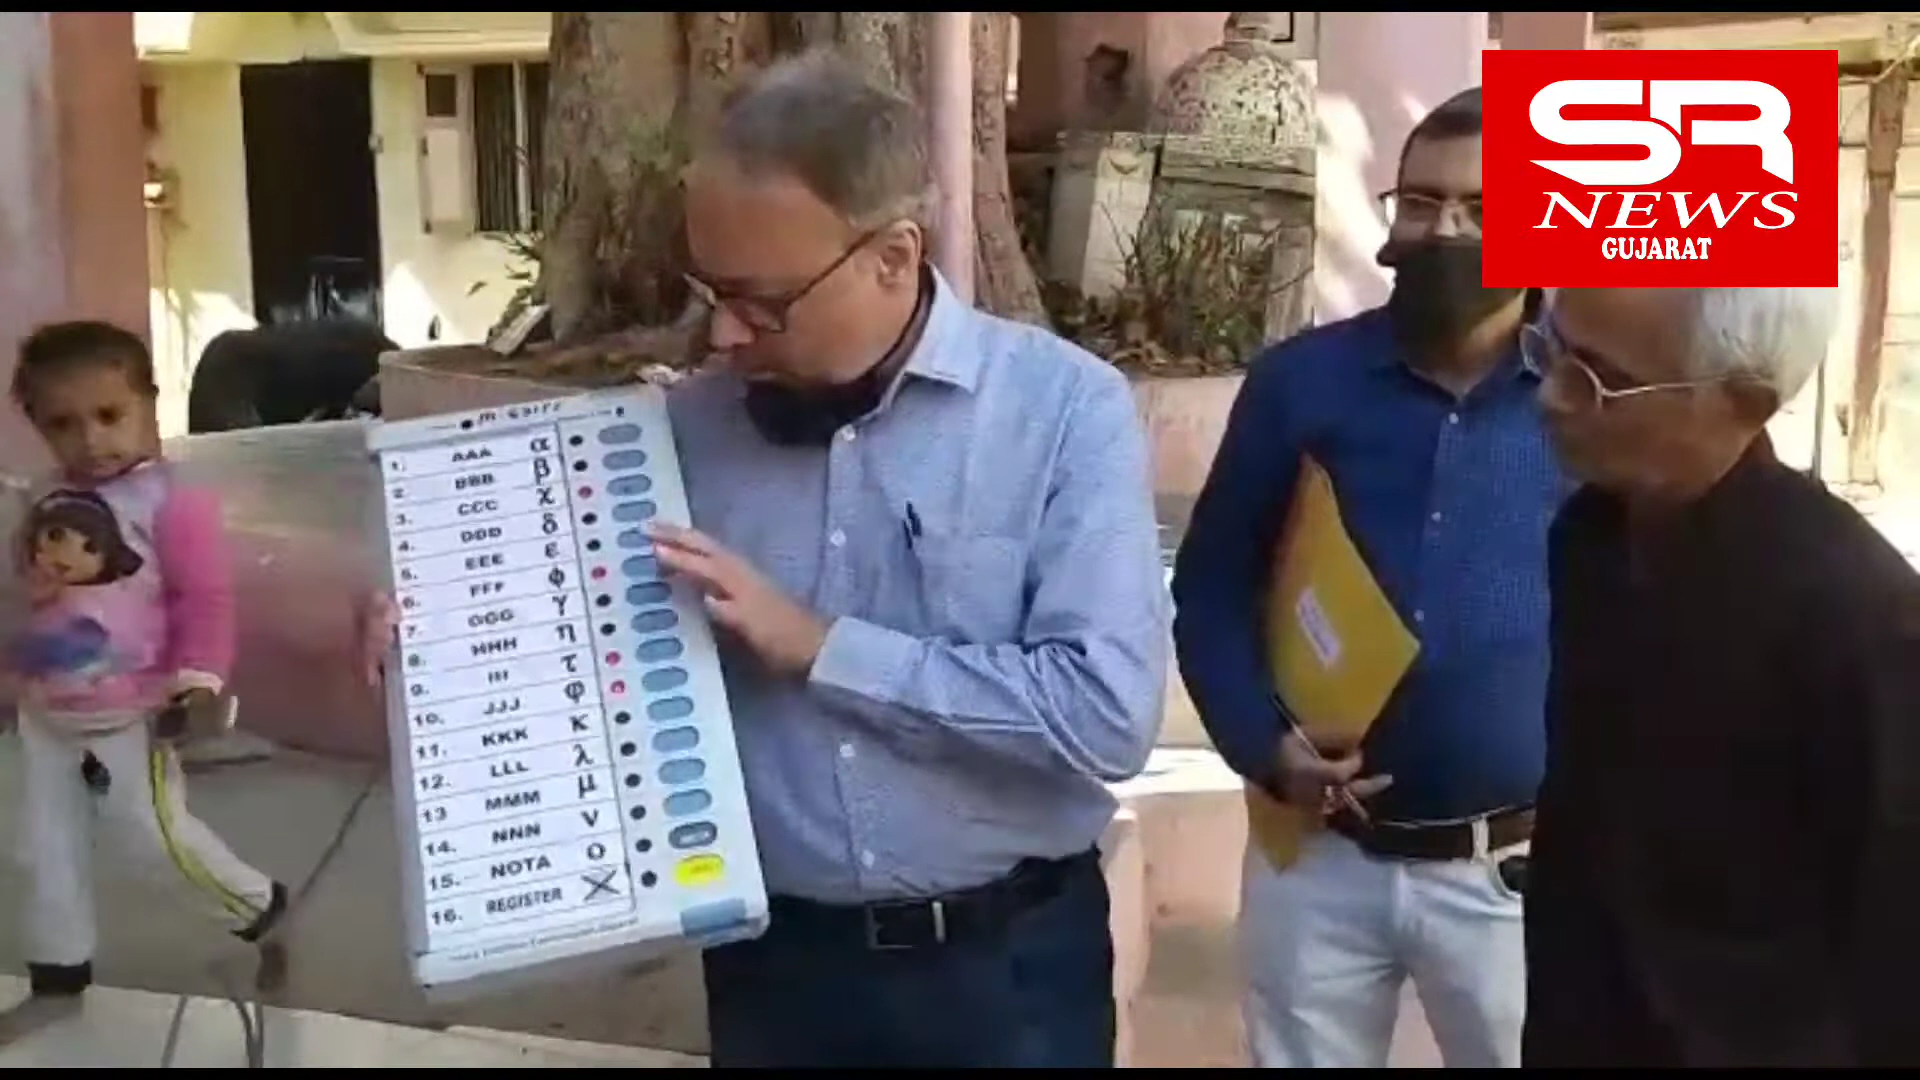 SR
NEWS
GUJARAT
1. AAA α
2. BBB β
3. CCC χ
4. DDD δ
5. EEE ε
6. FFF ϕ
7. GGG γ
8. HHH η
9. III τ
10. JJJ φ
11. KKK κ
12. LLL λ
13 MMM μ
14. NNN ν
15. NOTA O
16. REGISTER